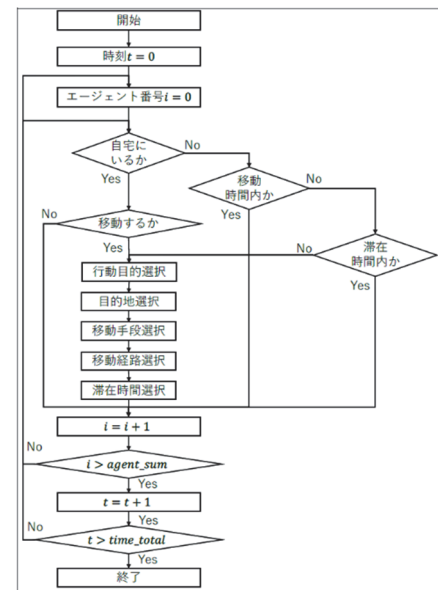 開始
時刻t = 0
エージェント番号i = 0
自宅に
いるか
No
Yes
移動
時間内か
No
Yes
No
移動するか
Yes
No
滞在
時間内か
Yes
行動目的選択
目的地選択
移動手段選択
移動経路選択
滞在時間選択
i = i + 1
No
i > agent_sum
Yes
t = t + 1
Yes
No
t > time_total
Yes
終了